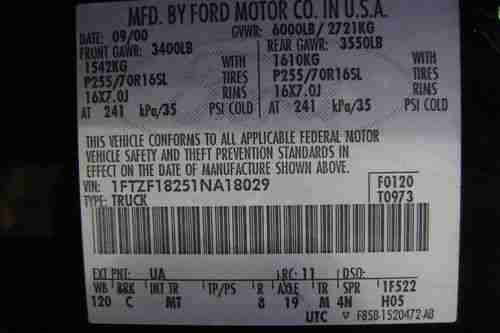 MFD. BY FORD MOTOR CO. IN U.S.A.
DATE: 09/00 GVWR: 6000LB/ 2721KG
FRONT GAWR: 3400LB REAR GAWR: 3550LB
1542KG WITH 1610KG WITH
P255/70R16SL TIRES P255/70R16SL TIRES
16X7.0J RIMS 16X7.0J RIMS
AT 241 kPa/35 PSI COLD AT 241 kPa/35 PSI COLD
THIS VEHICLE CONFORMS TO ALL APPLICABLE FEDERAL MOTOR
VEHICLE SAFETY AND THEFT PREVENTION STANDARDS IN
EFFECT ON THE DATE OF MANUFACTURE SHOWN ABOVE.
VIN: 1FTZF18251NA18029 F0120
TYPE: TRUCK T0973
EXT PNT: UA RC: 11 DSO:
WB BRK INT TR TP/PS R AXLE TR SPR 1F522
120 C MT 8 19 M 4N H05
UTC F85B-1520472-AB